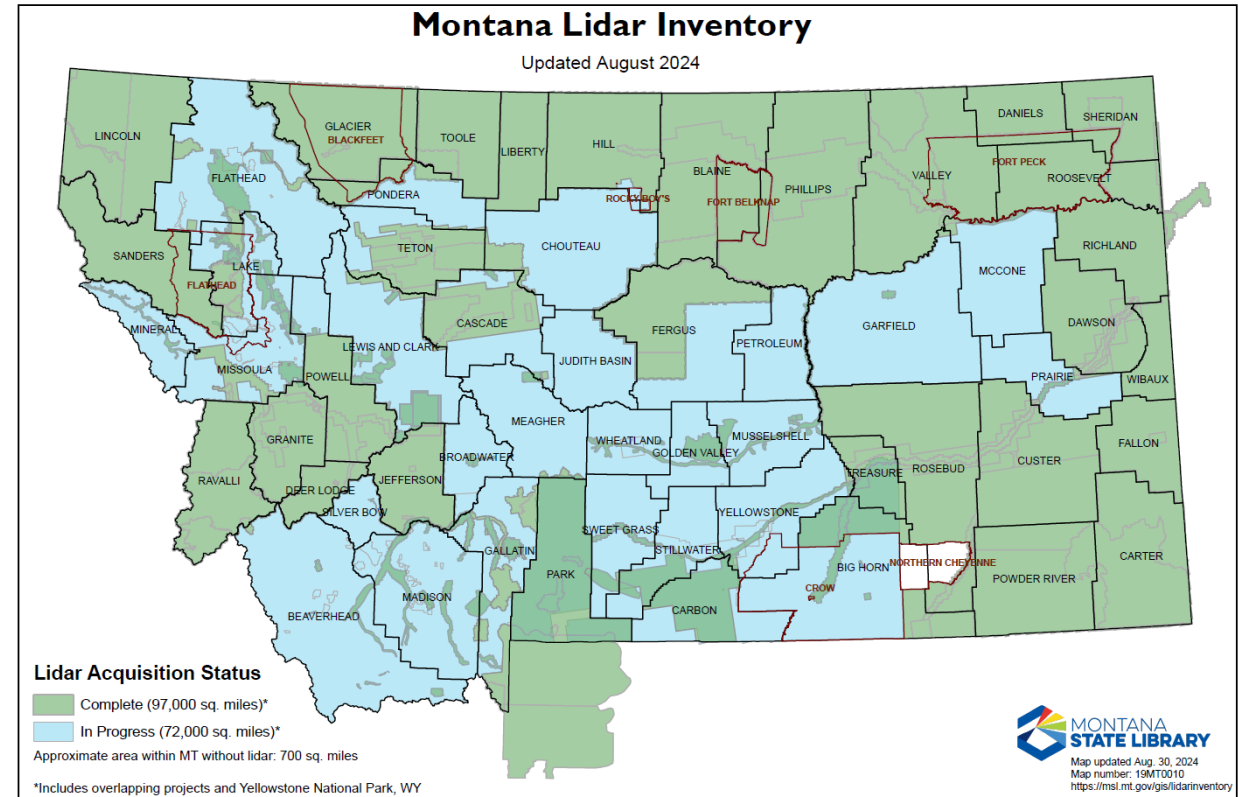 Montana Lidar Inventory
Updated August 2024
LINCOLN
GLACIER
BLACKFEET
TOOLE
LIBERTY
HILL
BLAINE
PHILLIPS
VALLEY
DANIELS
SHERIDAN
FORT PECK
ROOSEVELT
FLATHEAD
PONDERA
ROCKY BOY'S
FORT BELKNAP
SANDERS
LAKE
FLATHEAD
TETON
CHOUTEAU
RICHLAND
MCCONE
MINERAL
MISSOULA
POWELL
LEWIS AND CLARK
CASCADE
JUDITH BASIN
FERGUS
PETROLEUM
GARFIELD
DAWSON
PRAIRIE
WIBAUX
RAVALLI
GRANITE
DEER LODGE
SILVER BOW
JEFFERSON
BROADWATER
MEAGHER
WHEATLAND
GOLDEN VALLEY
MUSSELSHELL
TREASURE
ROSEBUD
CUSTER
FALLON
BEAVERHEAD
MADISON
GALLATIN
PARK
SWEET GRASS
STILLWATER
YELLOWSTONE
CARBON
BIG HORN
CROW
NORTHERN CHEYENNE
POWDER RIVER
CARTER
Lidar Acquisition Status
Complete (97,000 sq. miles)*
In Progress (72,000 sq. miles)*
Approximate area within MT without lidar: 700 sq. miles
*Includes overlapping projects and Yellowstone National Park, WY
MONTANA
STATE LIBRARY
Map updated Aug. 30, 2024
Map number: 19MT0010
https://msl.mt.gov/gis/lidarinventory